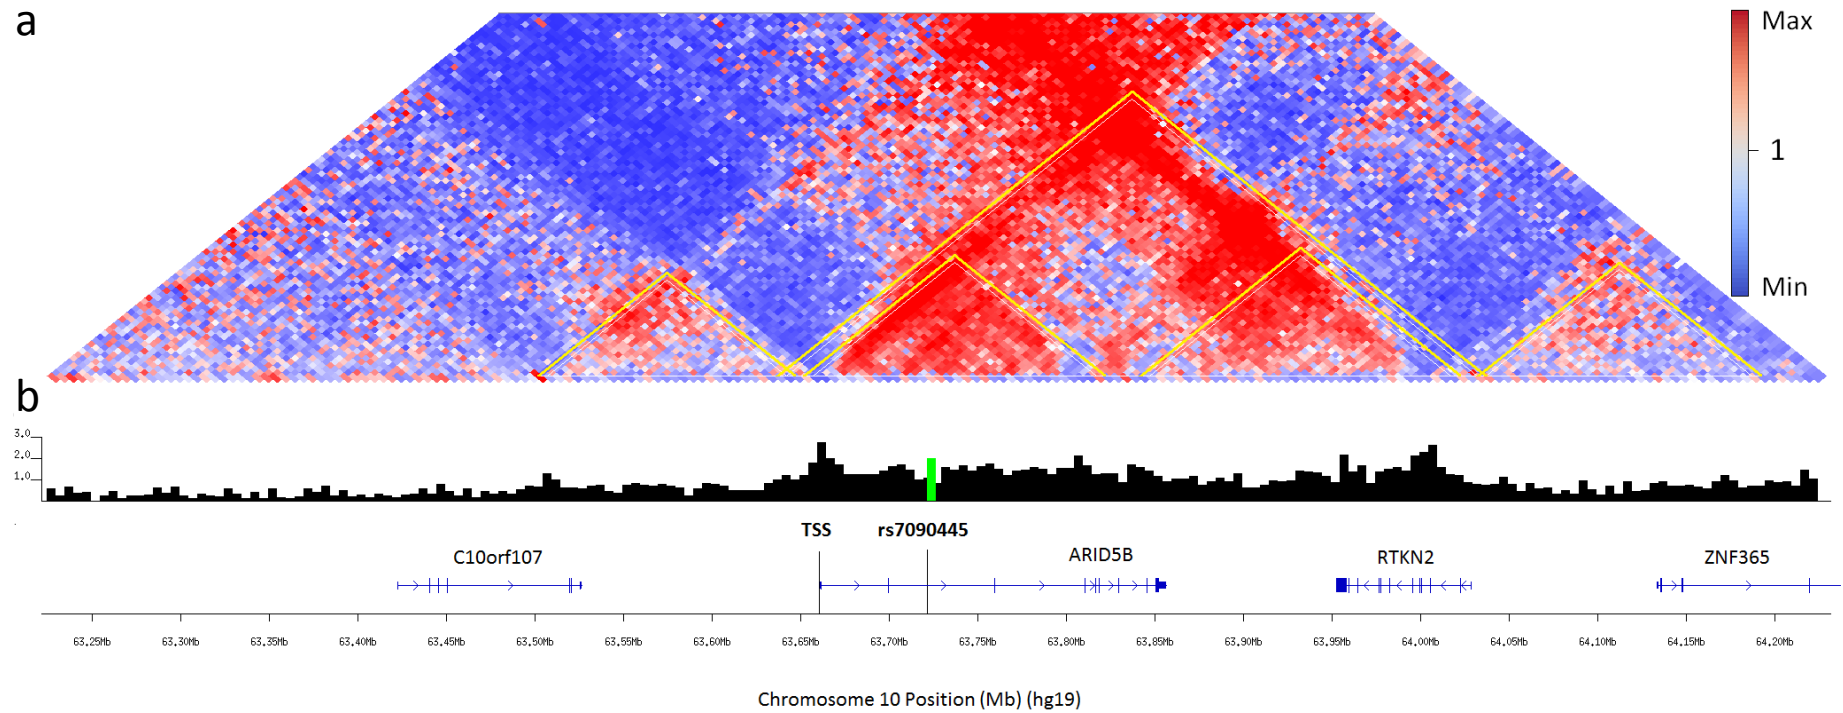 a
Max
1
Min
b
3.0
2.0
1.0
TSS rs7090445
C10orf107 ARID5B RTKN2 ZNF365
63.25Mb 63.30Mb 63.35Mb 63.40Mb 63.45Mb 63.50Mb 63.55Mb 63.60Mb 63.65Mb 63.70Mb 63.75Mb 63.80Mb 63.85Mb 63.90Mb 63.95Mb 64.00Mb 64.05Mb 64.10Mb 64.15Mb 64.20Mb
Chromosome 10 Position (Mb) (hg19)